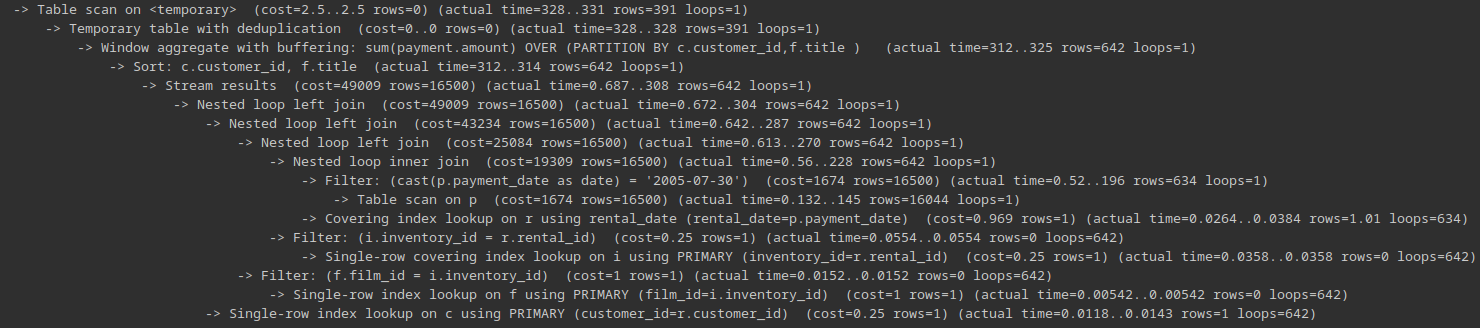 -> Table scan on <temporary>  (cost=2.5..2.5 rows=0) (actual time=328..331 rows=391 loops=1)
-> Temporary table with deduplication  (cost=0..0 rows=0) (actual time=328..328 rows=391 loops=1)
-> Window aggregate with buffering: sum(payment.amount) OVER (PARTITION BY c.customer_id,f.title )   (actual time=312..325 rows=642 loops=1)
-> Sort: c.customer_id, f.title  (actual time=312..314 rows=642 loops=1)
-> Stream results  (cost=49009 rows=16500) (actual time=0.687..308 rows=642 loops=1)
-> Nested loop left join  (cost=49009 rows=16500) (actual time=0.672..304 rows=642 loops=1)
-> Nested loop left join  (cost=43234 rows=16500) (actual time=0.642..287 rows=642 loops=1)
-> Nested loop left join  (cost=25084 rows=16500) (actual time=0.613..270 rows=642 loops=1)
-> Nested loop inner join  (cost=19309 rows=16500) (actual time=0.56..228 rows=642 loops=1)
-> Filter: (cast(p.payment_date as date) = '2005-07-30')  (cost=1674 rows=16500) (actual time=0.52..196 rows=634 loops=1)
-> Table scan on p  (cost=1674 rows=16500) (actual time=0.132..145 rows=16044 loops=1)
-> Covering index lookup on r using rental_date (rental_date=p.payment_date)  (cost=0.969 rows=1) (actual time=0.0264..0.0384 rows=1.01 loops=634)
-> Filter: (i.inventory_id = r.rental_id)  (cost=0.25 rows=1) (actual time=0.0554..0.0554 rows=0 loops=642)
-> Single-row covering index lookup on i using PRIMARY (inventory_id=r.rental_id)  (cost=0.25 rows=1) (actual time=0.0358..0.0358 rows=0 loops=642)
-> Filter: (f.film_id = i.inventory_id)  (cost=1 rows=1) (actual time=0.0152..0.0152 rows=0 loops=642)
-> Single-row index lookup on f using PRIMARY (film_id=i.inventory_id)  (cost=1 rows=1) (actual time=0.00542..0.00542 rows=0 loops=642)
-> Single-row index lookup on c using PRIMARY (customer_id=r.customer_id)  (cost=0.25 rows=1) (actual time=0.0118..0.0143 rows=1 loops=642)